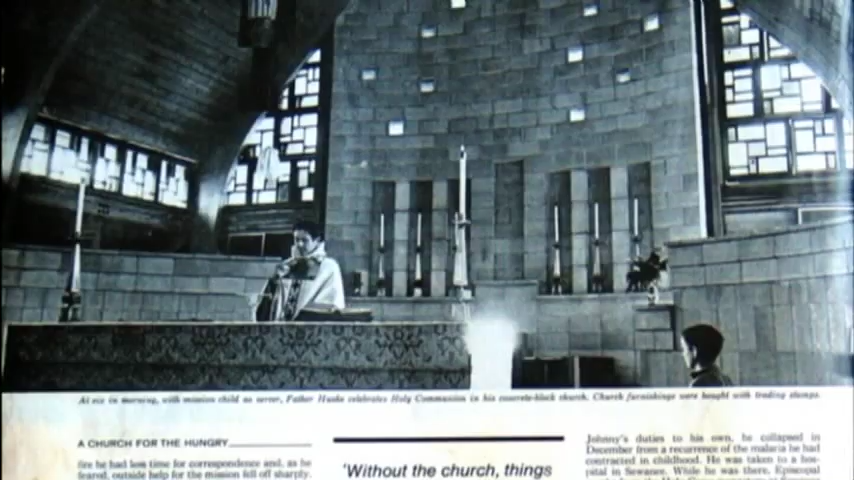 At six in morning, with mission child as server, Father Huske celebrates Holy Communion in his concrete-block church. Church furnishings were bought with trading stamps.
A CHURCH FOR THE HUNGRY
fire he had less time for correspondence and, as he
feared, outside help for the mission fell off sharply.
'Without the church, things
Johnny's duties to his own, he collapsed in
December from a recurrence of the malaria he had
contracted in childhood. He was taken to a hos-
pital in Sewanee. While he was there, Episcopal